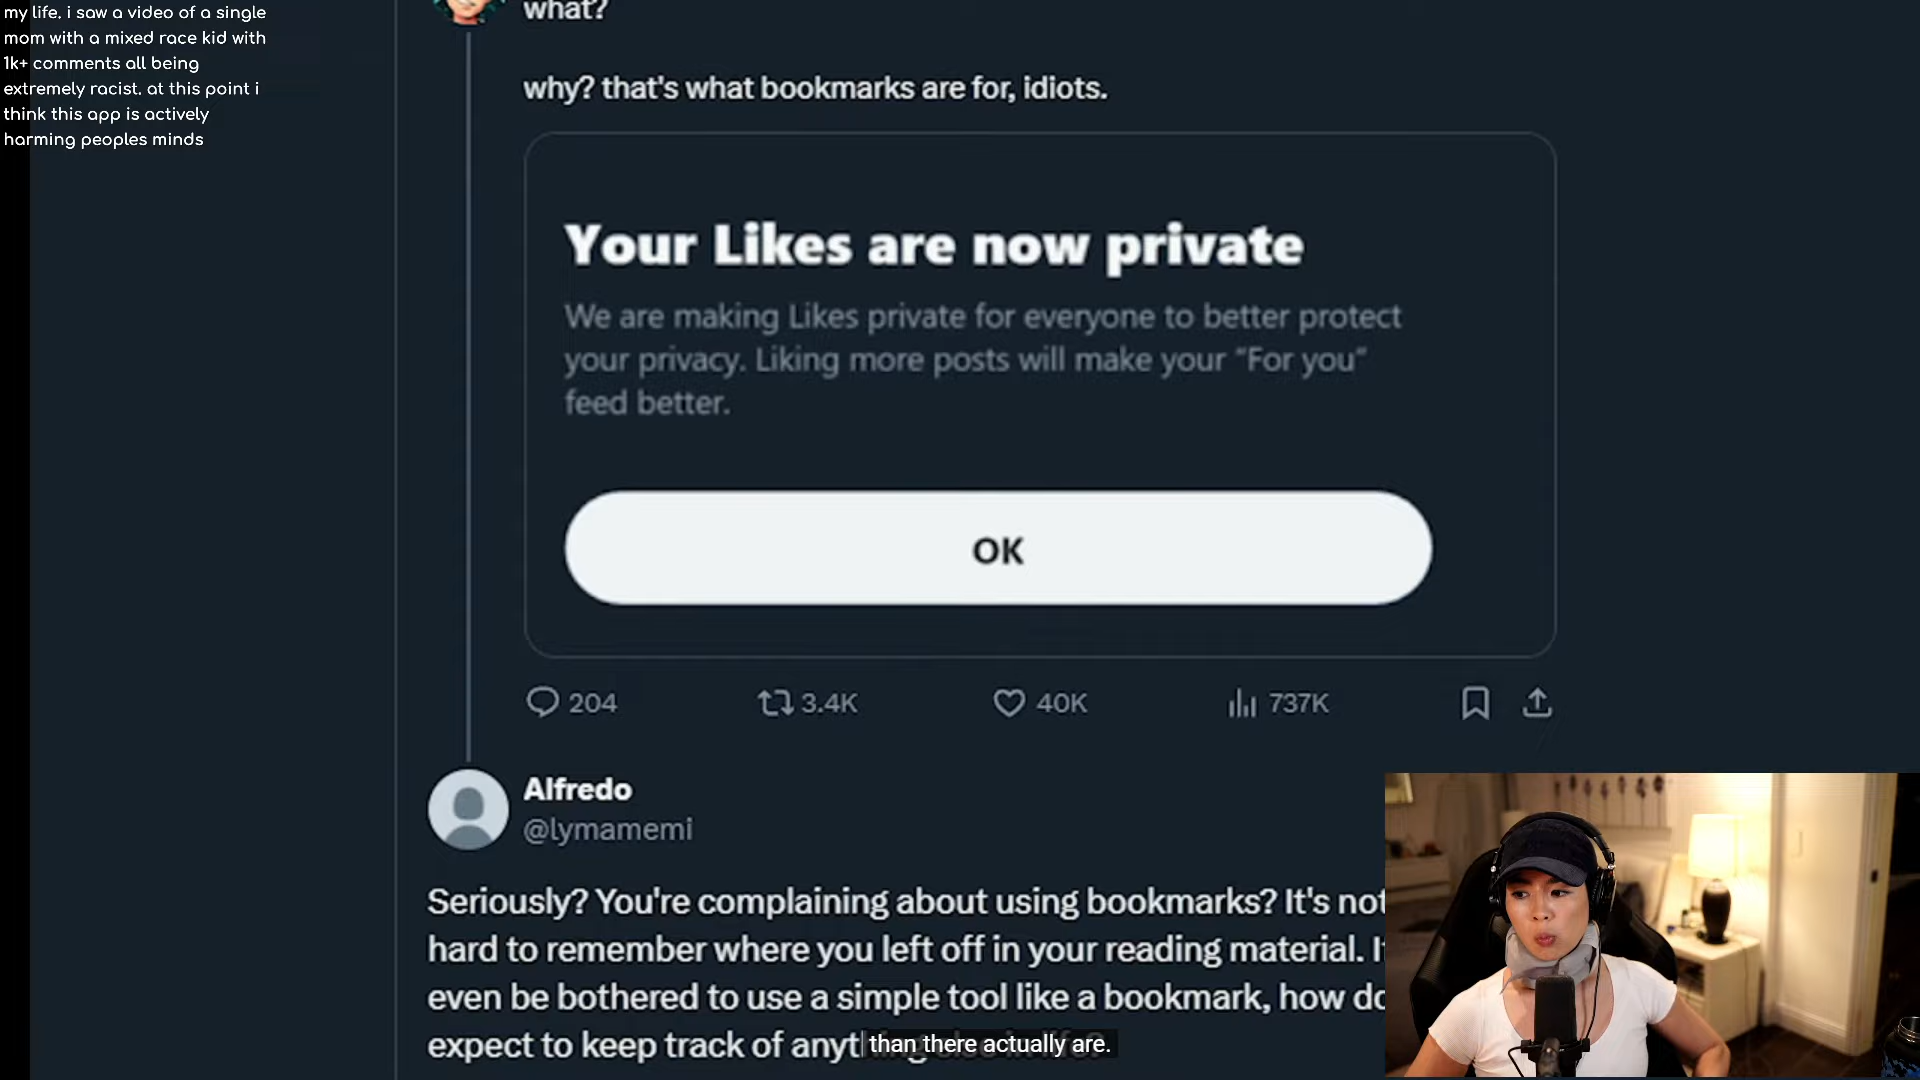 my life. i saw a video of a single
mom with a mixed race kid with
1k+ comments all being
extremely racist. at this point i
think this app is actively
harming peoples minds
what?
why? that's what bookmarks are for, idiots.
Your Likes are now private
We are making Likes private for everyone to better protect
your privacy. Liking more posts will make your “For you”
feed better.
OK
204 3.4K 40K 737K
Alfredo
@lymamemi
Seriously? You're complaining about using bookmarks? It's not
hard to remember where you left off in your reading material.
even be bothered to use a simple tool like a bookmark, how
expect to keep track of
than there actually are.